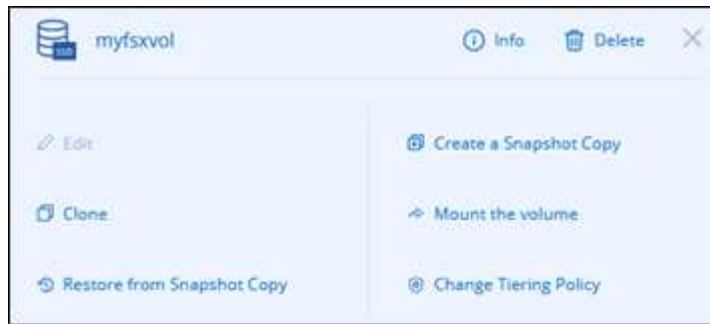 myfsxvol
Info
Delete
Edit
Create a Snapshot Copy
Clone
Mount the volume
Restore from Snapshot Copy
Change Tiering Policy